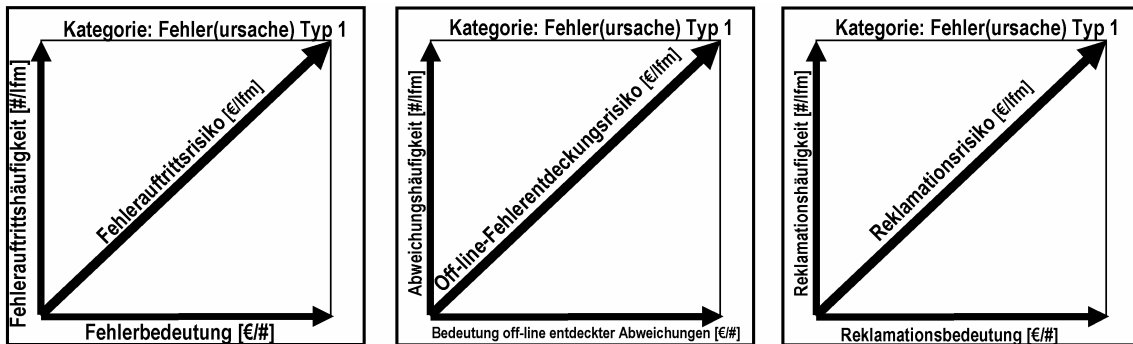 Kategorie: Fehler(ursache) Typ 1
Fehlerauftrittshäufigkeit [#/lfm]
Fehlerauftrittsrisiko [€/lfm]
Fehlerbedeutung [€/#]
Kategorie: Fehler(ursache) Typ 1
Abweichungshäufigkeit [#/lfm]
Off-line-Fehlerentdeckungsrisiko [€/lfm]
Bedeutung off-line entdeckter Abweichungen [€/#]
Kategorie: Fehler(ursache) Typ 1
Reklamationshäufigkeit [#/lfm]
Reklamationsrisiko [€/lfm]
Reklamationsbedeutung [€/#]